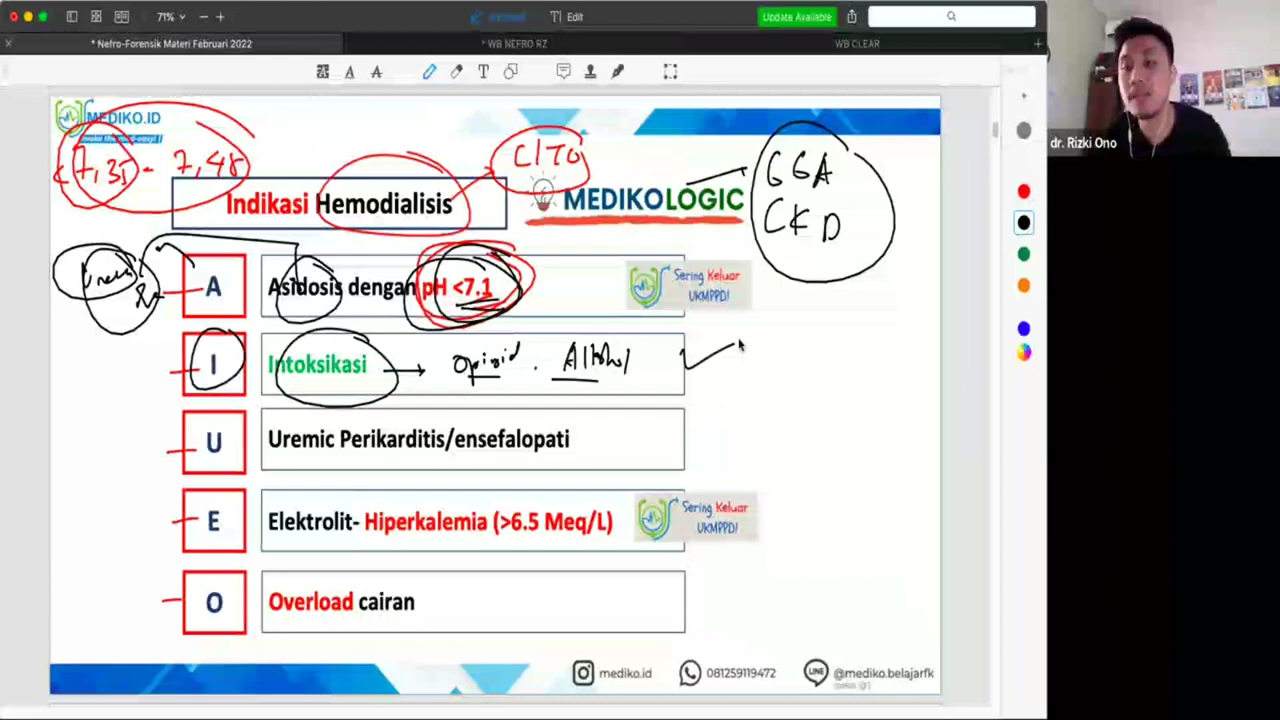 71%
Edit
Update Available
* Nefro-Forensik Materi Februari 2022
* WB NEFRO RZ
WB CLEAR
MEDIKO.ID
dr. Rizki Ono
< 7,35 - 7,45
CITO
GGA
CKD
Indikasi Hemodialisis
MEDIKOLOGIC
A
Asidosis dengan pH <7.1
Sering Keluar
UKMPPD!
I
Intoksikasi
Opioid . Alkohol
U
Uremic Perikarditis/ensefalopati
E
Elektrolit- Hiperkalemia (>6.5 Meq/L)
Sering Keluar
UKMPPD!
O
Overload cairan
mediko.id
081259119472
LINE
@mediko.belajarfk